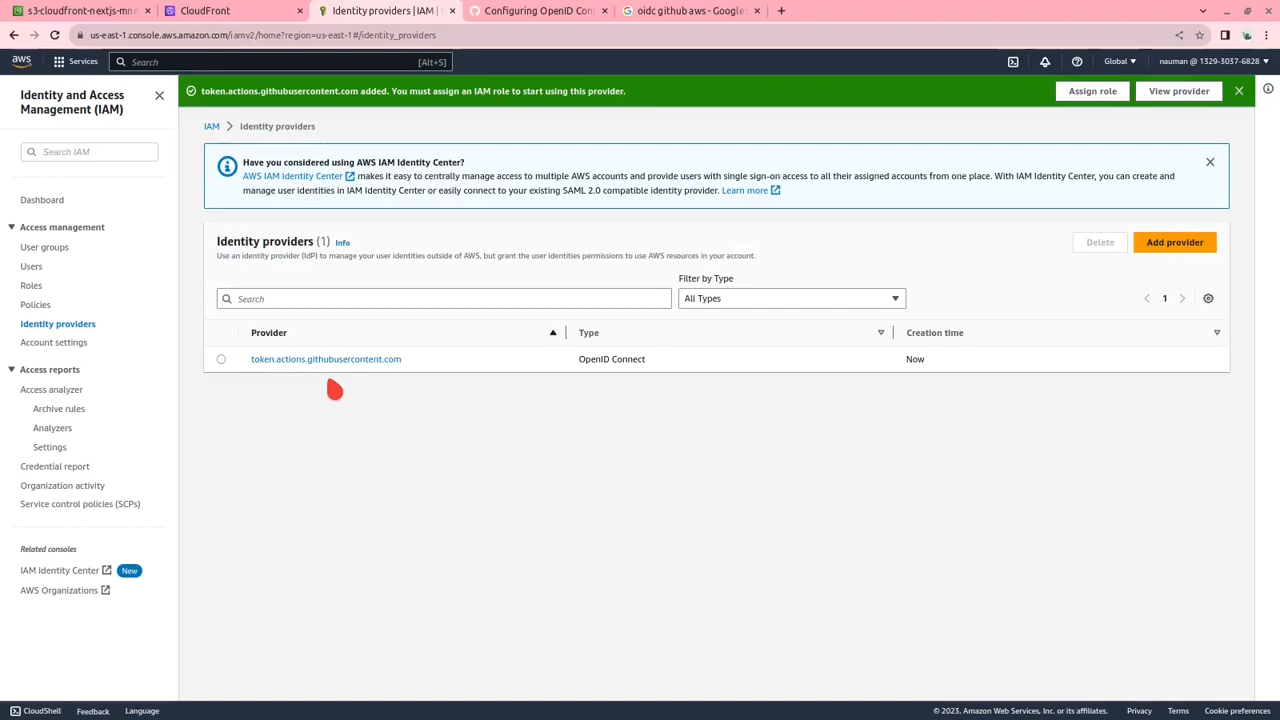 s3-cloudfront-nextjs-mn
CloudFront
Identity providers | IAM |
Configuring OpenID Conn
oidc github aws - Google
us-east-1.console.aws.amazon.com/iamv2/home?region=us-east-1#/identity_providers
aws
Services
Search
[Alt+S]
Global
nauman @ 1329-3037-6828
Identity and Access
Management (IAM)
Search IAM
Dashboard
Access management
User groups
Users
Roles
Policies
Identity providers
Account settings
Access reports
Access analyzer
Archive rules
Analyzers
Settings
Credential report
Organization activity
Service control policies (SCPs)
Related consoles
IAM Identity Center
New
AWS Organizations
token.actions.githubusercontent.com added. You must assign an IAM role to start using this provider.
Assign role
View provider
IAM
Identity providers
Have you considered using AWS IAM Identity Center?
AWS IAM Identity Center makes it easy to centrally manage access to multiple AWS accounts and provide users with single sign-on access to all their assigned accounts from one place. With IAM Identity Center, you can create and
manage user identities in IAM Identity Center or easily connect to your existing SAML 2.0 compatible identity provider. Learn more
Identity providers (1) Info
Use an identity provider (IdP) to manage your user identities outside of AWS, but grant the user identities permissions to use AWS resources in your account.
Delete
Add provider
Filter by Type
Search
All Types
1
Provider
Type
Creation time
token.actions.githubusercontent.com
OpenID Connect
Now
CloudShell
Feedback
Language
© 2023, Amazon Web Services, Inc. or its affiliates.
Privacy
Terms
Cookie preferences